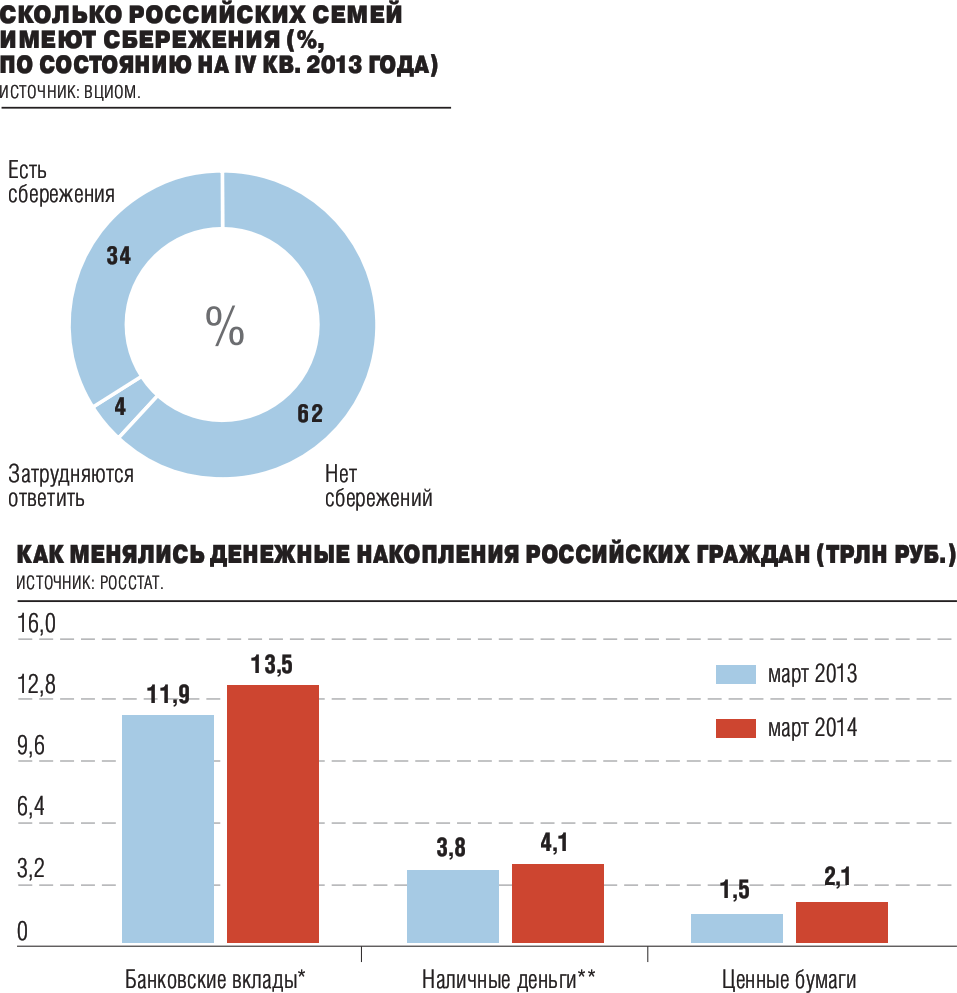 СКОЛЬКО РОССИЙСКИХ СЕМЕЙ
ИМЕЮТ СБЕРЕЖЕНИЯ (%,
ПО СОСТОЯНИЮ НА IV КВ. 2013 ГОДА)
ИСТОЧНИК: ВЦИОМ.
Есть
сбережения
34
%
4
62
Затрудняются
ответить
Нет
сбережений
КАК МЕНЯЛИСЬ ДЕНЕЖНЫЕ НАКОПЛЕНИЯ РОССИЙСКИХ ГРАЖДАН (ТРЛН РУБ.)
ИСТОЧНИК: РОССТАТ.
16,0
12,8
9,6
6,4
3,2
0
11,9
13,5
3,8
4,1
1,5
2,1
март 2013
март 2014
Банковские вклады*
Наличные деньги**
Ценные бумаги